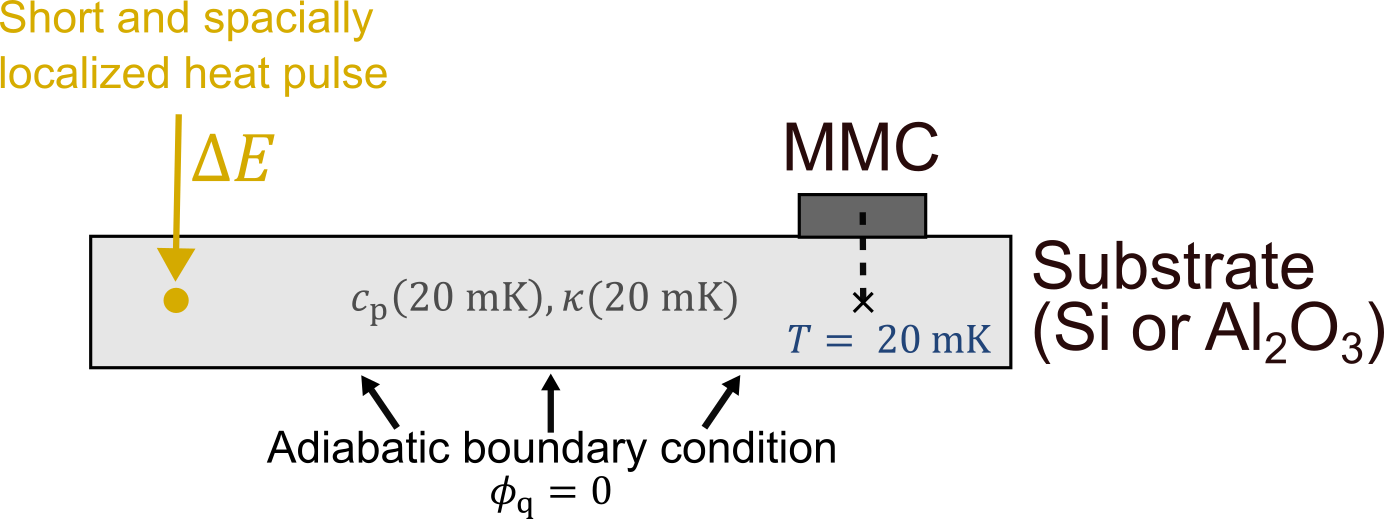 Short and spacially
localized heat pulse
ΔE
MMC
Substrate
(Si or Al₂O₃)
cₚ(20 mK), κ(20 mK)
T = 20 mK
Adiabatic boundary condition
ϕ_q = 0